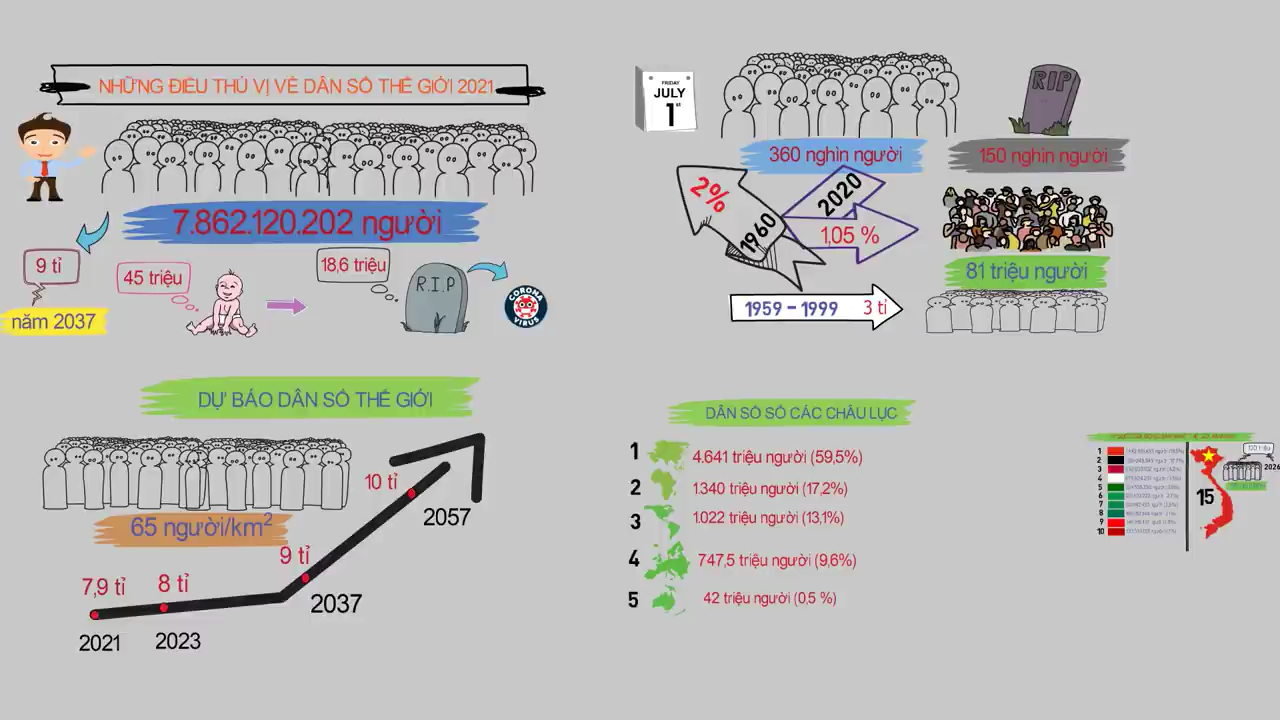 NHỮNG ĐIỀU THÚ VỊ VỀ DÂN SỐ THẾ GIỚI 2021
7.862.120.202 người
9 tỉ
năm 2037
45 triệu
18,6 triệu
R.I.P
CORONA
VIRUS
FRIDAY
JULY
1st
360 nghìn người
RIP
150 nghìn người
2%
1960
2020
1,05 %
81 triệu người
1959 - 1999 3 tỉ
DỰ BÁO DÂN SỐ THẾ GIỚI
65 người/km2
7,9 tỉ
2021
8 tỉ
2023
9 tỉ
2037
10 tỉ
2057
DÂN SỐ SỐ CÁC CHÂU LỤC
1 4.641 triệu người (59,5%)
2 1340 triệu người (17,2%)
3 1.022 triệu người (13,1%)
4 747,5 triệu người (9,6%)
5 42 triệu người (0,5 %)
1
2
3
4
5
6
7
8
9
10
15
2026